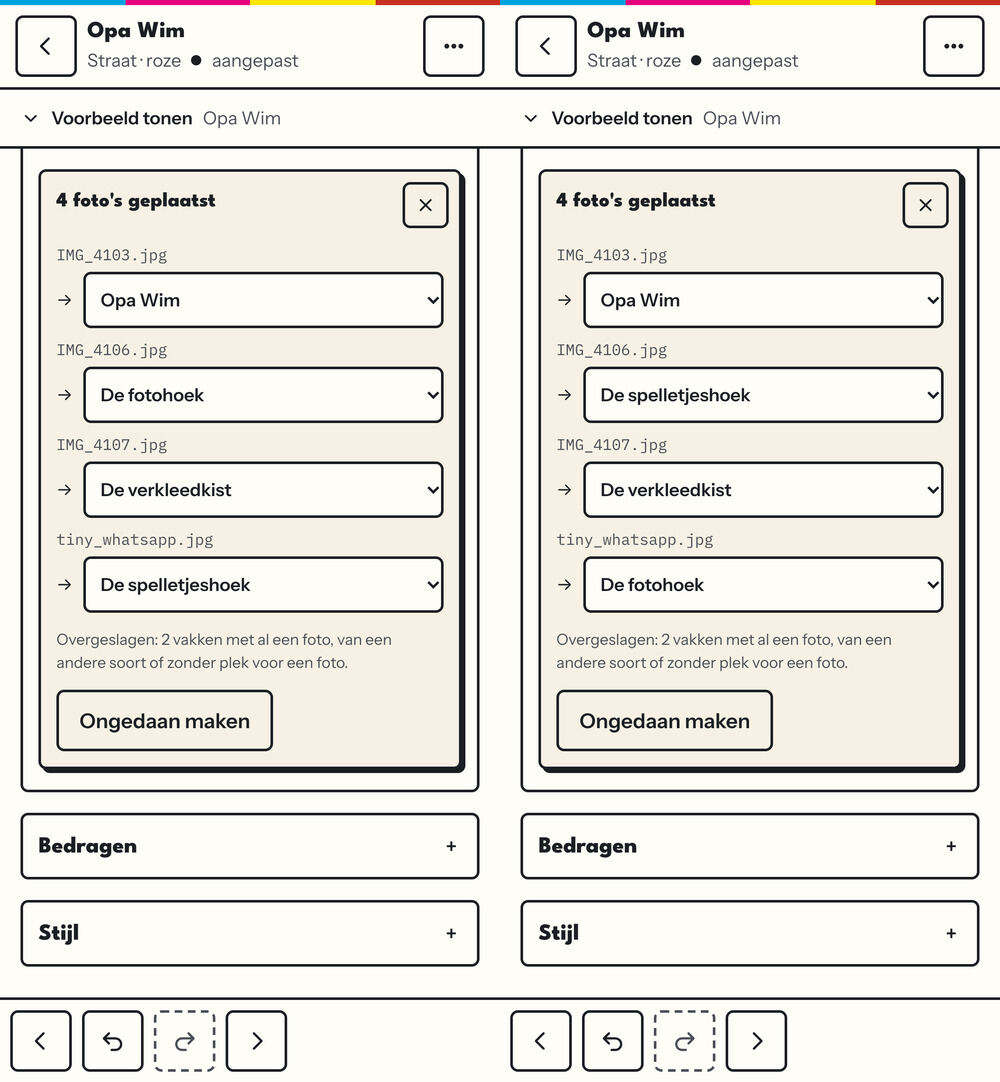 Opa Wim
Straat · roze ● aangepast
Voorbeeld tonen Opa Wim
4 foto's geplaatst
IMG_4103.jpg
→ Opa Wim
IMG_4106.jpg
→ De fotohoek
IMG_4107.jpg
→ De verkleedkist
tiny_whatsapp.jpg
→ De spelletjeshoek
Overgeslagen: 2 vakken met al een foto, van een
andere soort of zonder plek voor een foto.
Ongedaan maken
Bedragen +
Stijl +
Opa Wim
Straat · roze ● aangepast
Voorbeeld tonen Opa Wim
4 foto's geplaatst
IMG_4103.jpg
→ Opa Wim
IMG_4106.jpg
→ De spelletjeshoek
IMG_4107.jpg
→ De verkleedkist
tiny_whatsapp.jpg
→ De fotohoek
Overgeslagen: 2 vakken met al een foto, van een
andere soort of zonder plek voor een foto.
Ongedaan maken
Bedragen +
Stijl +